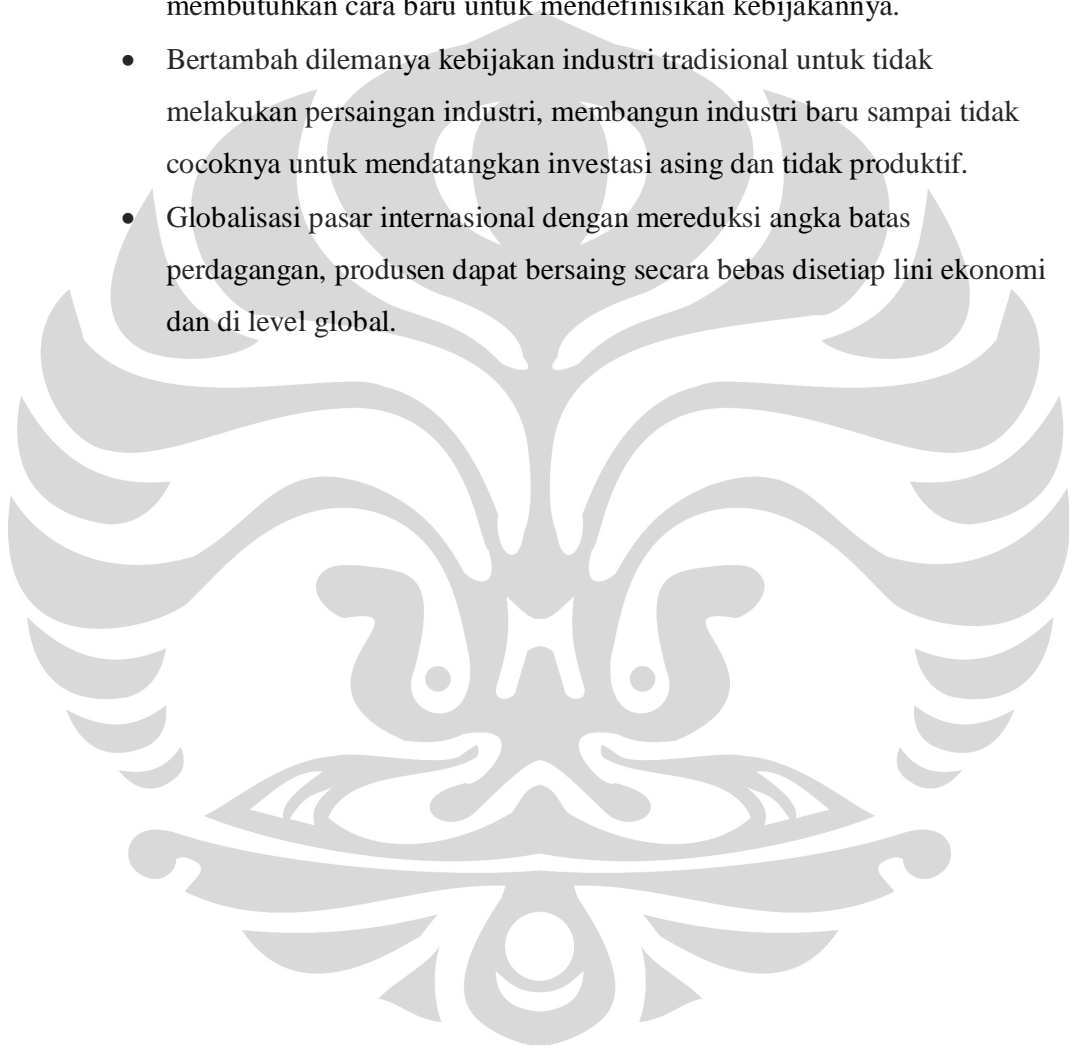 membutuhkan cara baru untuk mendefinisikan kebijakannya.
• Bertambah dilemanya kebijakan industri tradisional untuk tidak
melakukan persaingan industri, membangun industri baru sampai tidak
cocoknya untuk mendatangkan investasi asing dan tidak produktif.
• Globalisasi pasar internasional dengan mereduksi angka batas
perdagangan, produsen dapat bersaing secara bebas disetiap lini ekonomi
dan di level global.